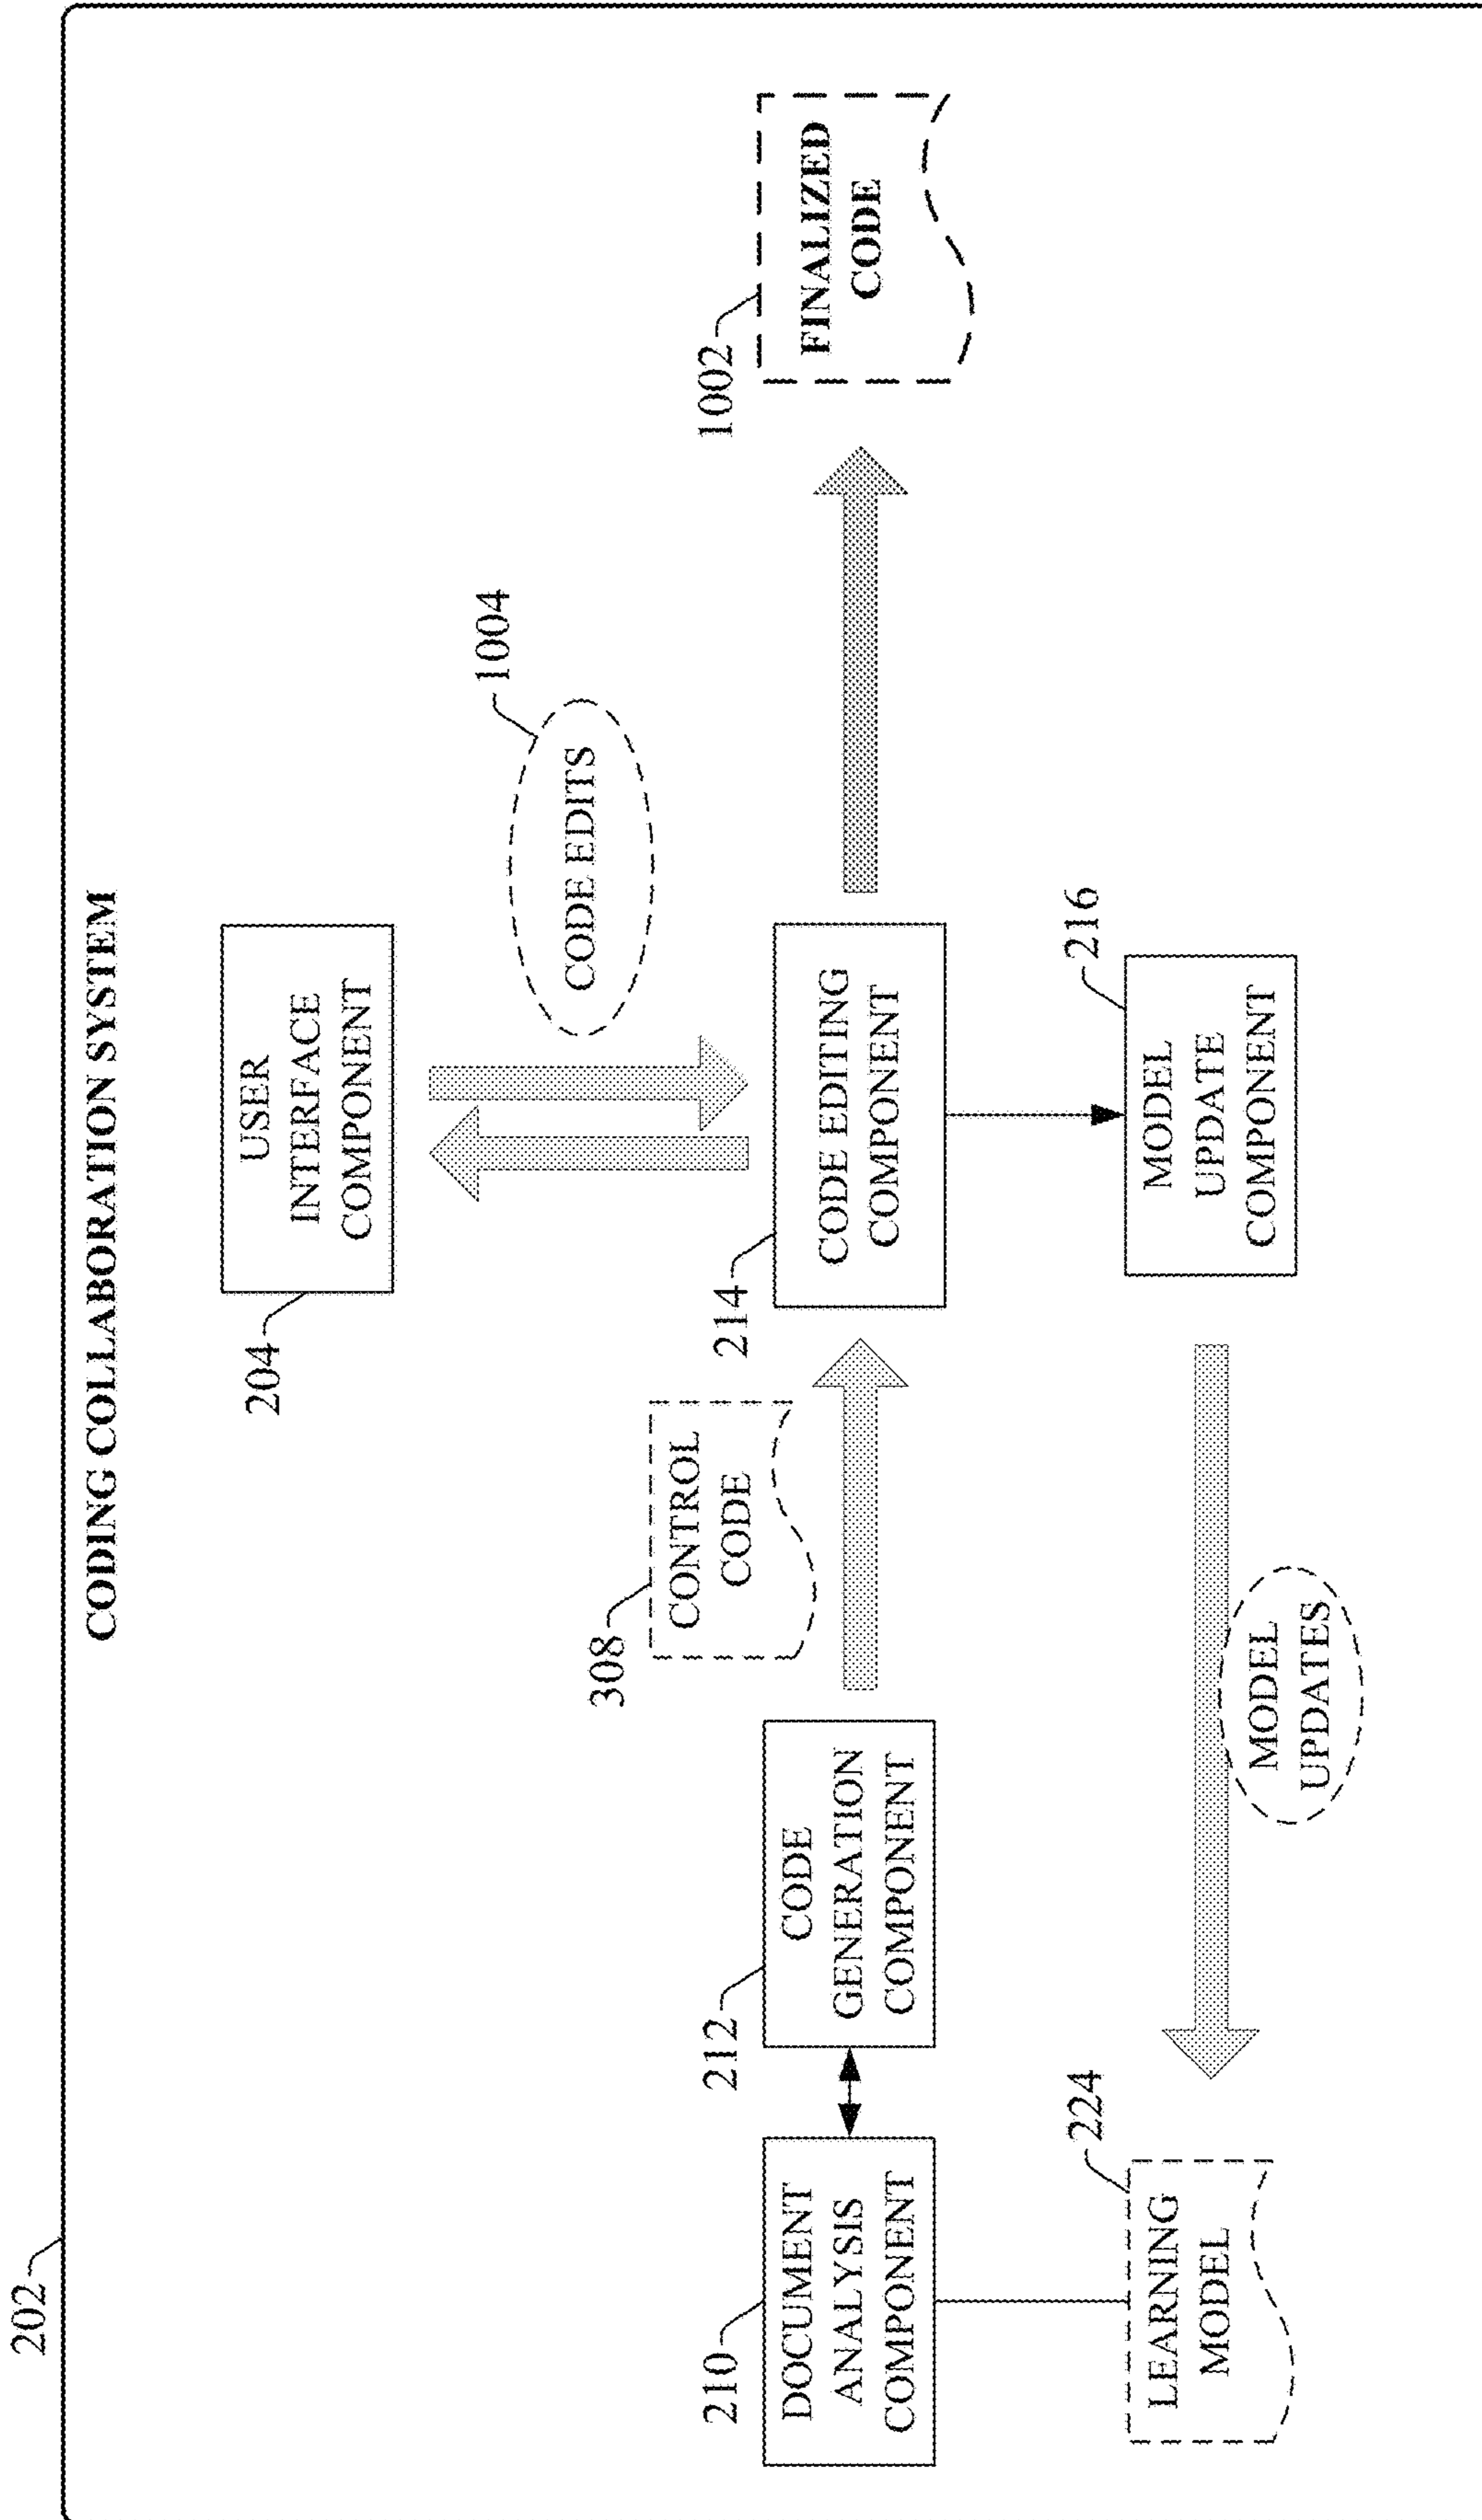 202
CODING COLLABORATION SYSTEM
204
USER
INTERFACE
COMPONENT
1004
CODE EDITS
308
CONTROL
CODE
1002
FINALIZED
CODE
210
DOCUMENT
ANALYSIS
COMPONENT
212
CODE
GENERATION
COMPONENT
214
CODE EDITING
COMPONENT
224
LEARNING
MODEL
MODEL
UPDATES
216
MODEL
UPDATE
COMPONENT